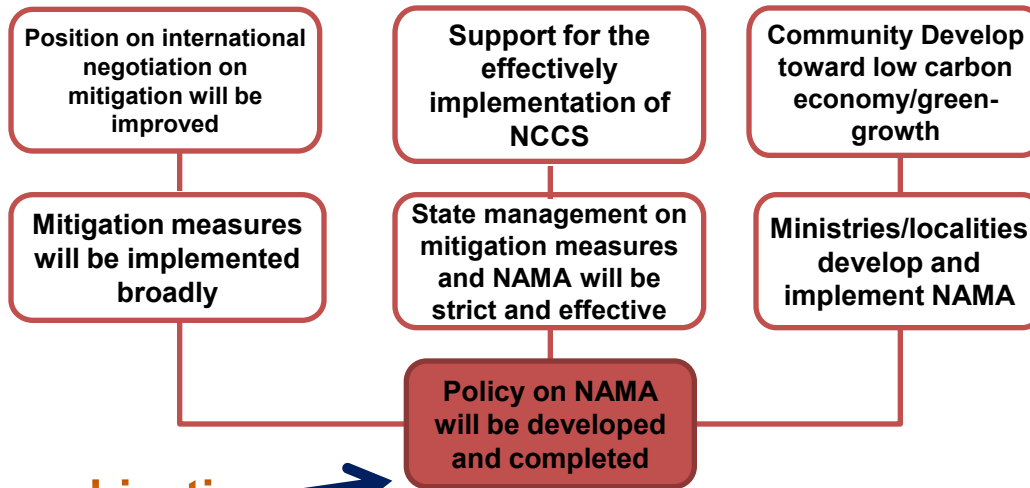 Position on international
negotiation on
mitigation will be
improved
Support for the
effectively
implementation of
NCCS
Community Develop
toward low carbon
economy/green-
growth
Mitigation measures
will be implemented
broadly
State management on
mitigation measures
and NAMA will be
strict and effective
Ministries/localities
develop and
implement NAMA
Policy on NAMA
will be developed
and completed